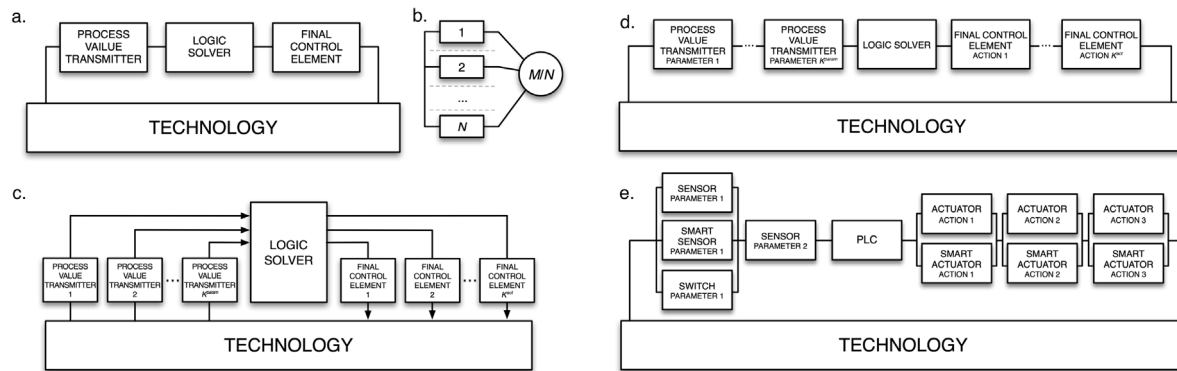 a.
PROCESS
VAILUE
TRANSMITTER
LOGIC
SOLVER
FINAL
CONTROL
ELEMENT
TECHNOLOGY
b.
1
2
...
N
M/N
c.
PROCESS
VALUE
TRANSMITTER
1
PROCESS
VALUE
TRANSMITTER
2
...
PROCESS
VALUE
TRANSMITTER
K^param
LOGIC
SOLVER
FINAL
CONTROL
ELEMENT
1
FINAL
CONTROL
ELEMENT
2
...
FINAL
CONTROL
ELEMENT
K^act
TECHNOLOGY
d.
PROCESS
VALUE
TRANSMITTER
PARAMETER 1
...
PROCESS
VALUE
TRANSMITTER
PARAMETER K^param
LOGIC SOLVER
FINAL CONTROL
ELEMENT
ACTION 1
...
FINAL CONTROL
ELEMENT
ACTION K^act
TECHNOLOGY
e.
SENSOR
PARAMETER 1
SMART
SENSOR
PARAMETER 1
SWITCH
PARAMETER 1
SENSOR
PARAMETER 2
PLC
ACTUATOR
ACTION 1
SMART
ACTUATOR
ACTION 1
ACTUATOR
ACTION 2
SMART
ACTUATOR
ACTION 2
ACTUATOR
ACTION 3
SMART
ACTUATOR
ACTION 3
TECHNOLOGY